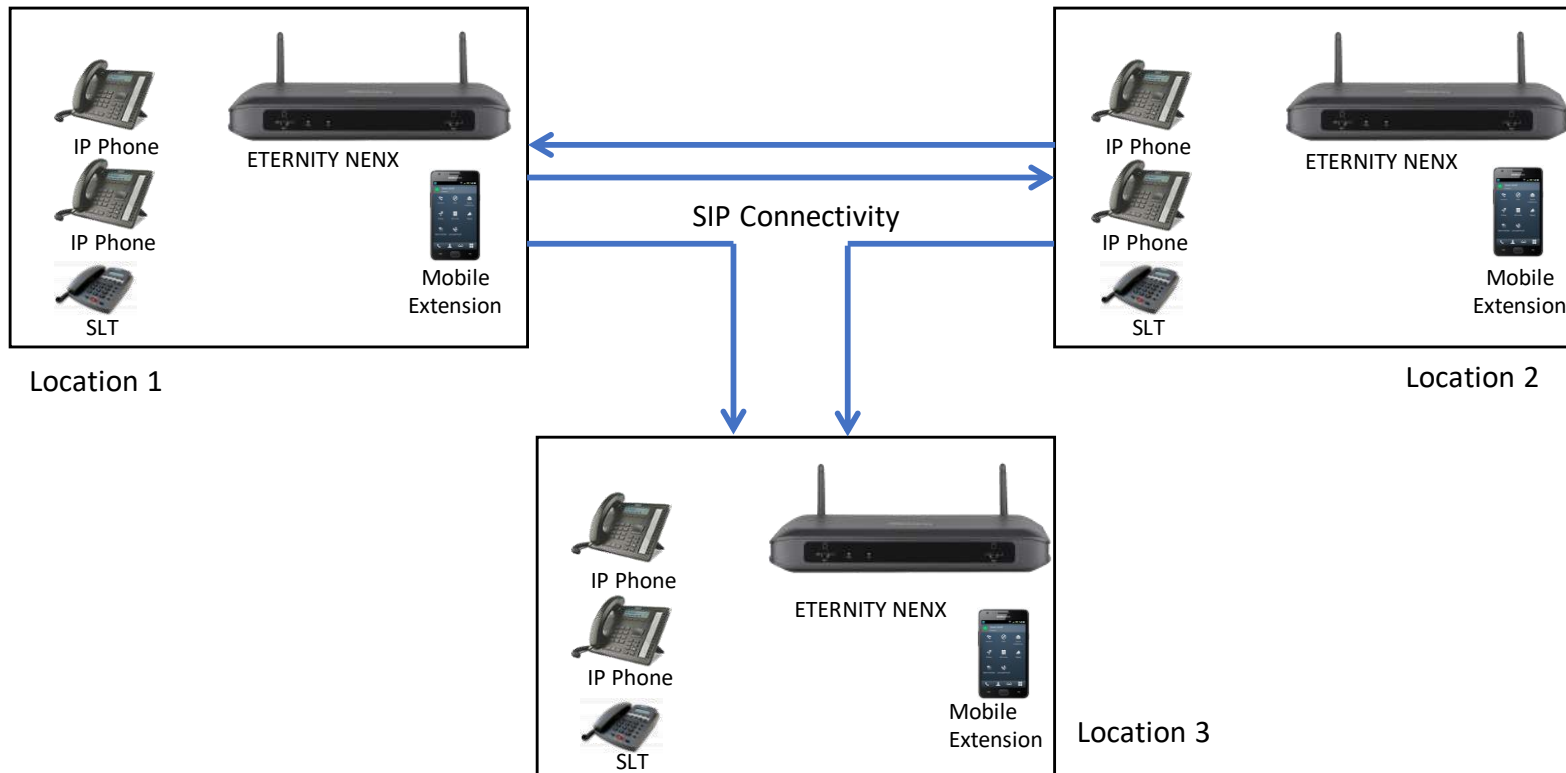 IP Phone
ETERNITY NENX
IP Phone
Mobile
Extension
SLT
Location 1
SIP Connectivity
IP Phone
ETERNITY NENX
IP Phone
Mobile
Extension
SLT
Location 2
IP Phone
ETERNITY NENX
IP Phone
Mobile
Extension
SLT
Location 3